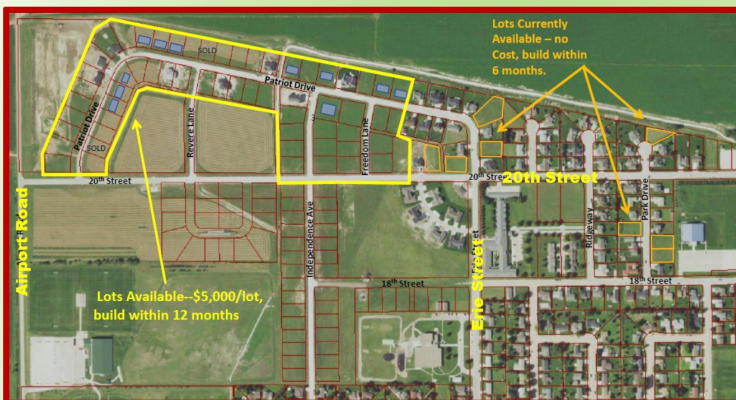 Lots Currently
Available – no
Cost, build within
6 months.
SOLD
Patriot Drive
Patriot Drive
Revere Lane
3
Freedom Lane
SOLD
20th Street
20th Street
20th Street
Airport Road
Independence Ave
Erie Street
Ridgeway
Park Drive
18th Street
18th Street
Lots Available--$5,000/lot,
build within 12 months